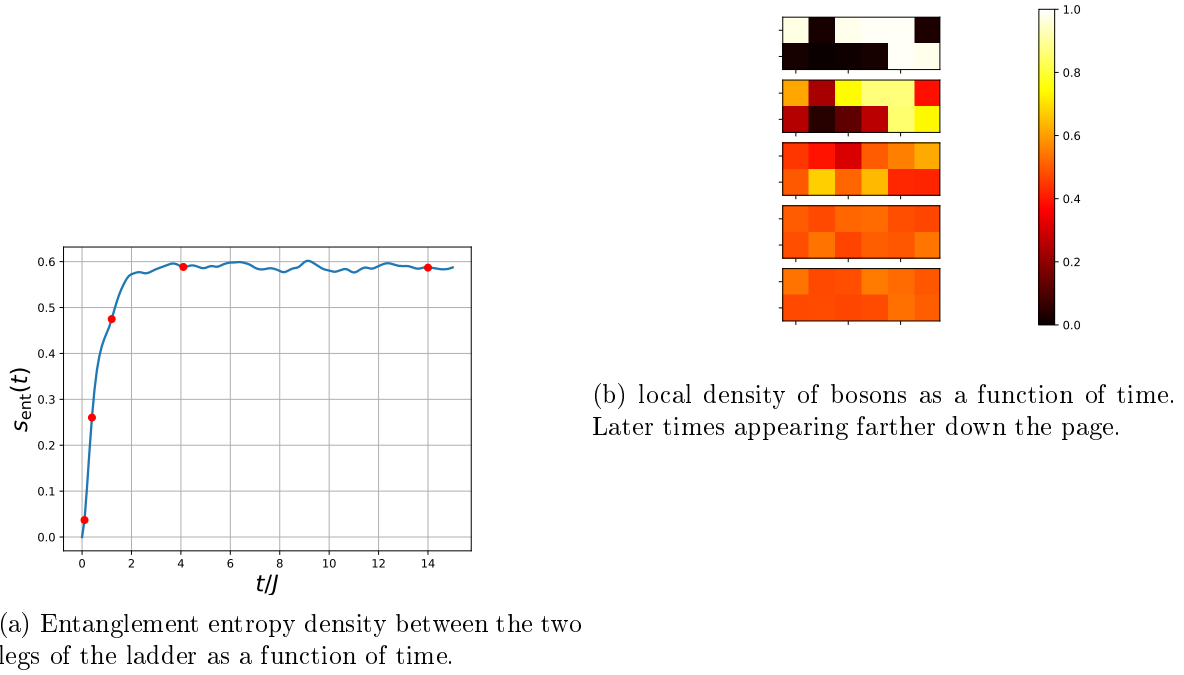 1.0
0.8
0.6
0.4
0.2
0.0
0.6
0.5
0.4
0.3
0.2
0.1
0.0
s_ent(t)
0 2 4 6 8 10 12 14
t/J
(b) local density of bosons as a function of time.
Later times appearing farther down the page.
(a) Entanglement entropy density between the two
legs of the ladder as a function of time.